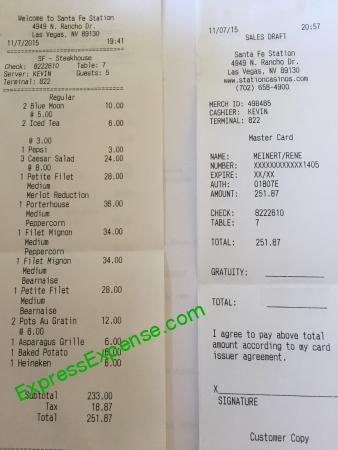 Welcome to Santa Fe Station
4949 N. Rancho Dr.
Las Vegas, NV 89130
11/7/2015 19:41
SF - Steakhouse
Check: 8222610 Table: 7
Server: KEVIN Guests: 5
Terminal: 822
Regular
2 Blue Moon 10.00
@ 5.00
2 Iced Tea 6.00
@ 3.00
1 Pepsi 3.00
3 Caesar Salad 24.00
@ 8.00
1 Petite Filet 28.00
Medium
Merlot Reduction
1 Porterhouse 38.00
Medium
Peppercorn
1 Filet Mignon 34.00
Medium
Peppercorn
1 Filet Mignon 34.00
Medium
Bearnaise
1 Petite Filet 28.00
Medium
Bearnaise
2 Pots Au Gratin 12.00
@ 6.00
1 Asparagus Grille 6.00
1 Baked Potato
1 Heineken 6.00
Subtotal 233.00
Tax 18.87
Total 251.87
ExpressExpense.com
11/07/15 20:57
SALES DRAFT
Santa Fe Station
4949 N. Rancho Dr.
Las Vegas, NV 89130
www.stationcasinos.com
(702) 658-4900
MERCH ID: 498485
CASHIER: KEVIN
TERMINAL: 822
Master Card
NAME: MEINERT/RENE
NUMBER: XXXXXXXXXXXX1405
EXPIRE: XX/XX
AUTH: 01807E
AMOUNT: 251.87
CHECK: 8222610
TABLE: 7
TOTAL: 251.87
GRATUITY:
TOTAL:
I agree to pay above total
amount according to my card
issuer agreement.
X
SIGNATURE
Customer Copy